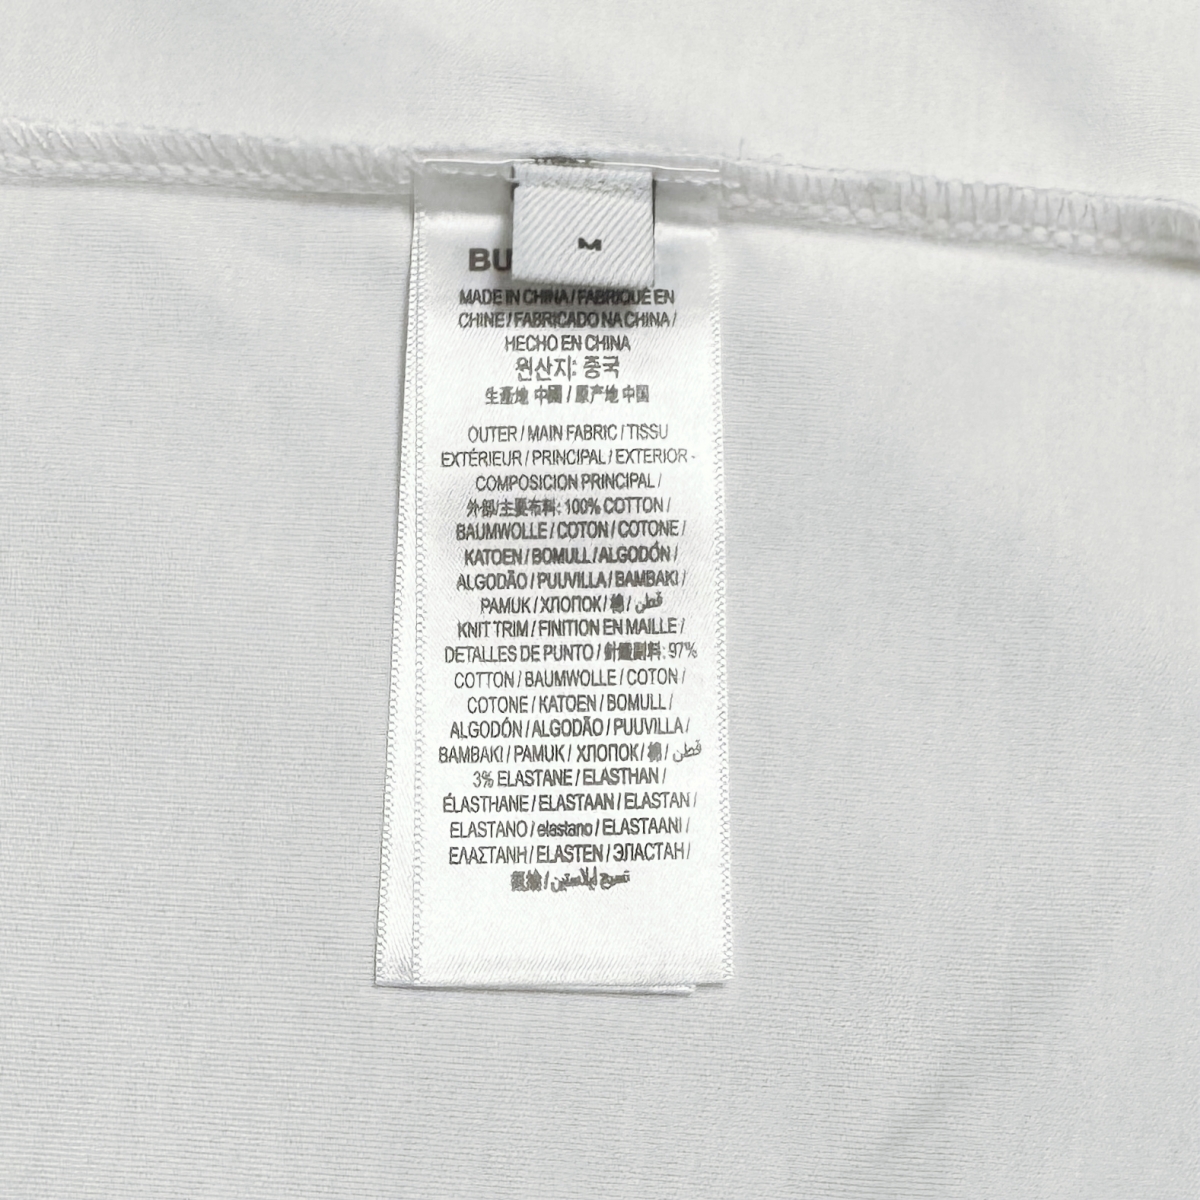 M
BU
MADE IN CHINA / FABRIQUÉ EN
CHINE / FABRICADO NA CHINA /
HECHO EN CHINA
원산지: 중국
生產地 中國 / 原产地 中国
OUTER / MAIN FABRIC / TISSU
EXTÉRIEUR / PRINCIPAL / EXTERIOR -
COMPOSICION PRINCIPAL /
外部/主要布料: 100% COTTON /
BAUMWOLLE / COTON / COTONE /
KATOEN / BOMULL / ALGODÓN /
ALGODÃO / PUUVILLA / BAMBAKI /
PAMUK / ХЛОПОК / 棉 / قطن
KNIT TRIM / FINITION EN MAILLE /
DETALLES DE PUNTO / 針織副料: 97%
COTTON / BAUMWOLLE / COTON /
COTONE / KATOEN / BOMULL /
ALGODÓN / ALGODÃO / PUUVILLA /
BAMBAKI / PAMUK / ХЛОПОК / 棉 / قطن
3% ELASTANE / ELASTHAN /
ÉLASTHANE / ELASTAAN / ELASTAN /
ELASTANO / elastano / ELASTAANI /
ΕΛΑΣΤΑΝΗ / ELASTEN / ЭЛАСТАН /
/ نسيج إيلاستين